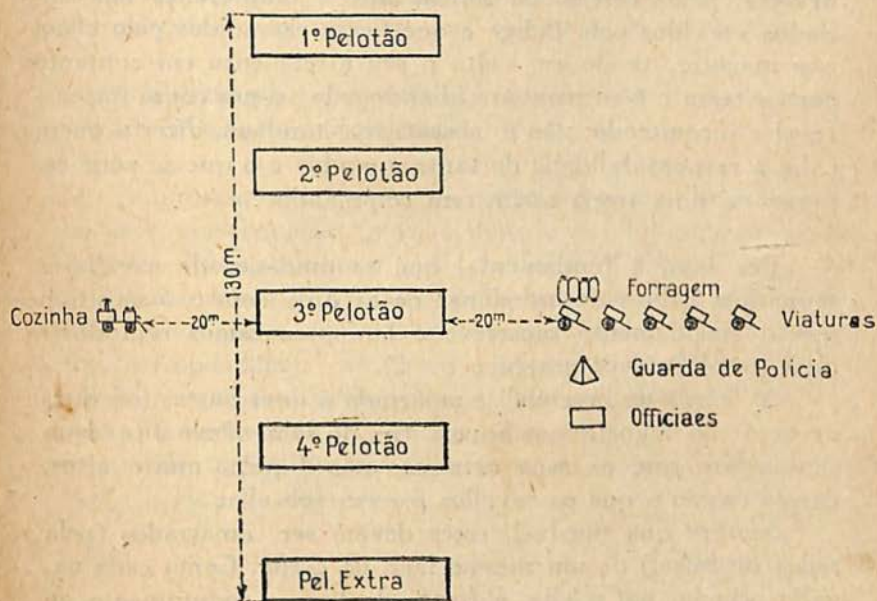 1º Pelotão
2º Pelotão
130m
Forragem
Cozinha
20m
3º Pelotão
20m
Viaturas
Guarda de Policia
Officiaes
4º Pelotão
Pel. Extra